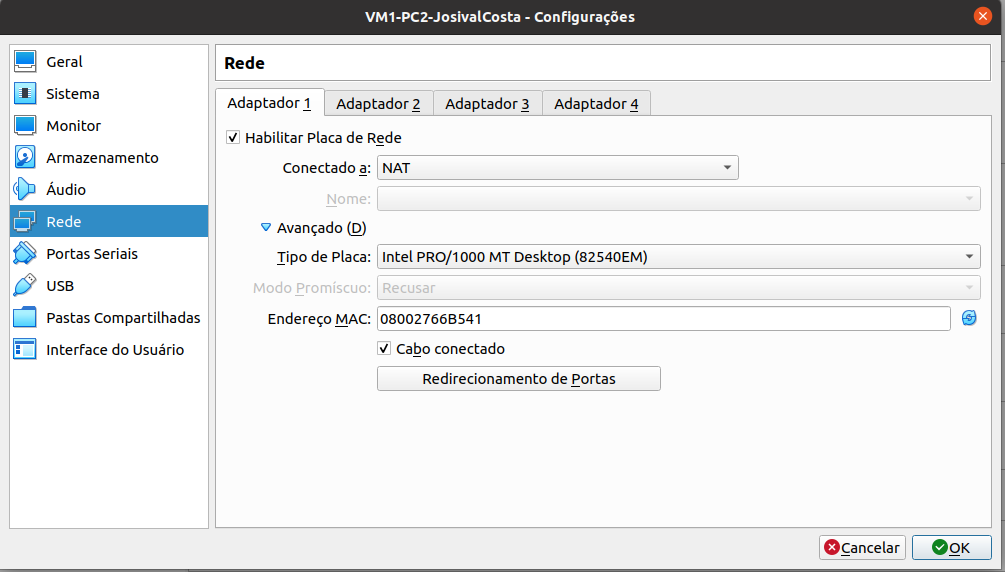 VM1-PC2-JosivalCosta - Configurações
Geral
Sistema
Monitor
Armazenamento
Áudio
Rede
Portas Seriais
USB
Pastas Compartilhadas
Interface do Usuário
Rede
Adaptador 1 Adaptador 2 Adaptador 3 Adaptador 4
Habilitar Placa de Rede
Conectado a: NAT
Nome:
Avançado (D)
Tipo de Placa: Intel PRO/1000 MT Desktop (82540EM)
Modo Promíscuo: Recusar
Endereço MAC: 08002766B541
Cabo conectado
Redirecionamento de Portas
Cancelar OK